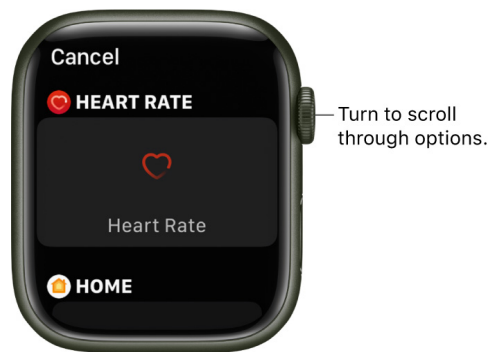 Cancel
HEART RATE
Turn to scroll
through options.
Heart Rate
HOME